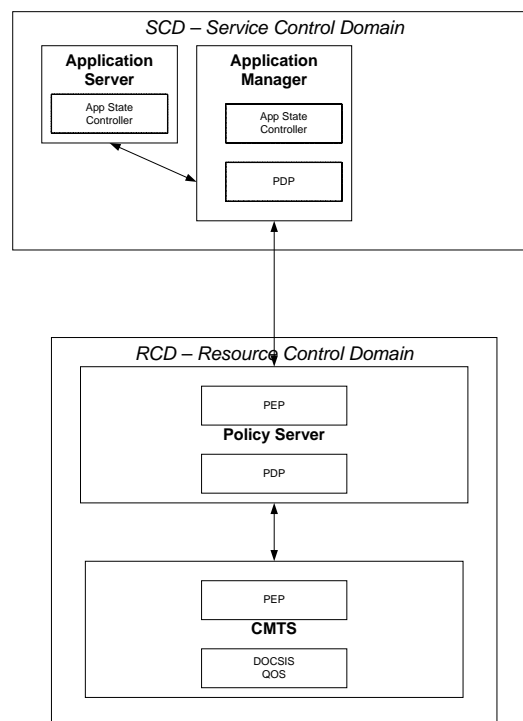 SCD – Service Control Domain
Application
Server
App State
Controller
Application
Manager
App State
Controller
PDP
RCD – Resource Control Domain
PEP
Policy Server
PDP
PEP
CMTS
DOCSIS
QOS